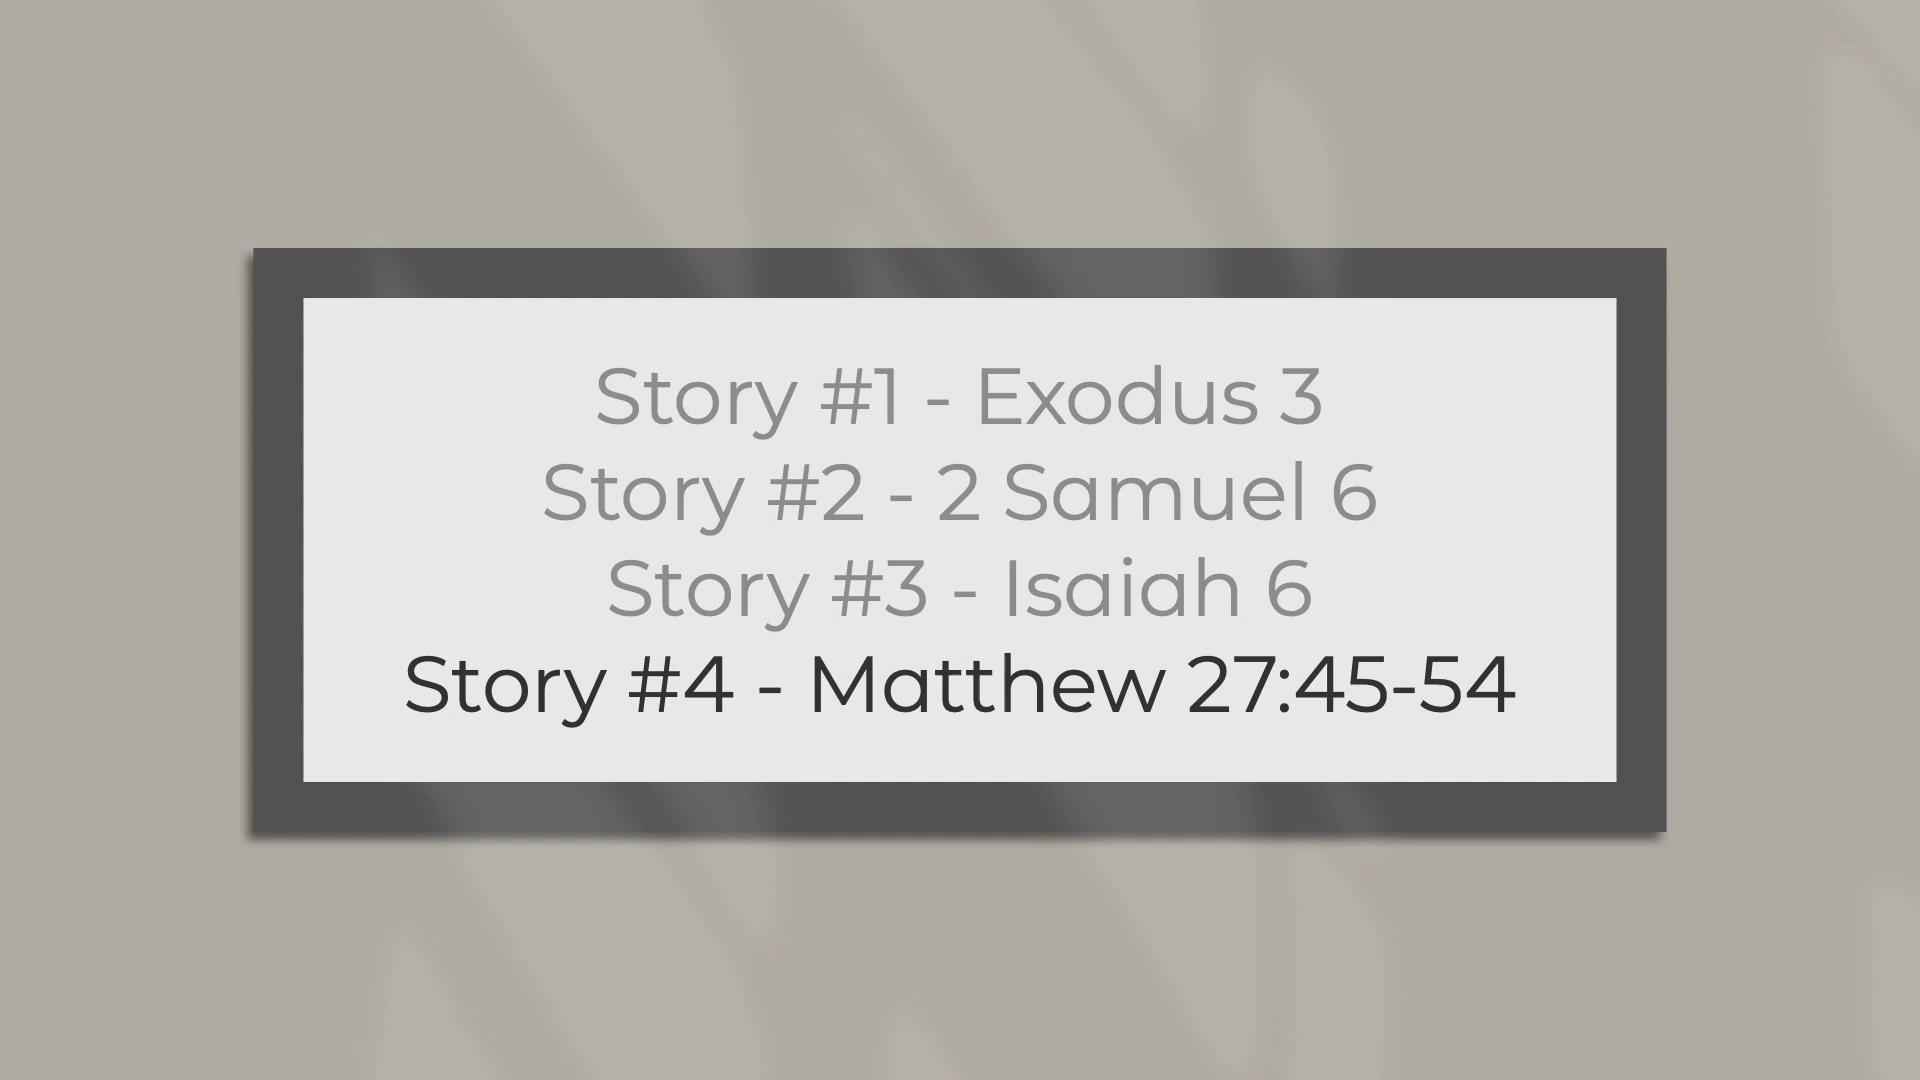 Story #1 - Exodus 3
Story #2 - 2 Samuel 6
Story #3 - Isaiah 6
Story #4 - Matthew 27:45-54